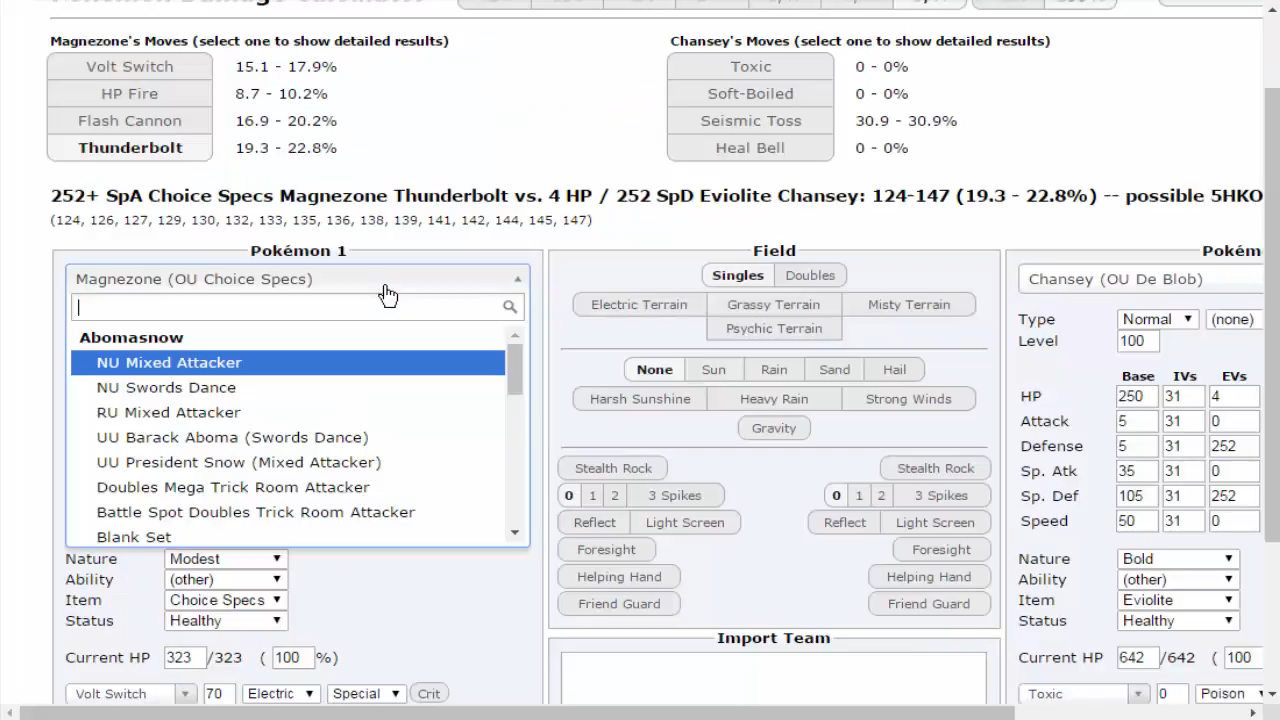 Magnezone's Moves (select one to show detailed results)
Volt Switch 15.1 - 17.9%
HP Fire 8.7 - 10.2%
Flash Cannon 16.9 - 20.2%
Thunderbolt 19.3 - 22.8%
Chansey's Moves (select one to show detailed results)
Toxic 0 - 0%
Soft-Boiled 0 - 0%
Seismic Toss 30.9 - 30.9%
Heal Bell 0 - 0%
252+ SpA Choice Specs Magnezone Thunderbolt vs. 4 HP / 252 SpD Eviolite Chansey: 124-147 (19.3 - 22.8%) -- possible 5HKO
(124, 126, 127, 129, 130, 132, 133, 135, 136, 138, 139, 141, 142, 144, 145, 147)
Pokémon 1
Magnezone (OU Choice Specs)
Abomasnow
NU Mixed Attacker
NU Swords Dance
RU Mixed Attacker
UU Barack Aboma (Swords Dance)
UU President Snow (Mixed Attacker)
Doubles Mega Trick Room Attacker
Battle Spot Doubles Trick Room Attacker
Blank Set
Nature Modest
Ability (other)
Item Choice Specs
Status Healthy
Current HP 323 /323 ( 100 %)
Volt Switch 70 Electric Special Crit
Field
Singles Doubles
Electric Terrain Grassy Terrain Misty Terrain
Psychic Terrain
None Sun Rain Sand Hail
Harsh Sunshine Heavy Rain Strong Winds
Gravity
Stealth Rock Stealth Rock
0 1 2 3 Spikes 0 1 2 3 Spikes
Reflect Light Screen Reflect Light Screen
Foresight Foresight
Helping Hand Helping Hand
Friend Guard Friend Guard
Import Team
Pokém
Chansey (OU De Blob)
Type Normal (none)
Level 100
Base IVs EVs
HP 250 31 4
Attack 5 31 0
Defense 5 31 252
Sp. Atk 35 31 0
Sp. Def 105 31 252
Speed 50 31 0
Nature Bold
Ability (other)
Item Eviolite
Status Healthy
Current HP 642 /642 ( 100
Toxic 0 Poison